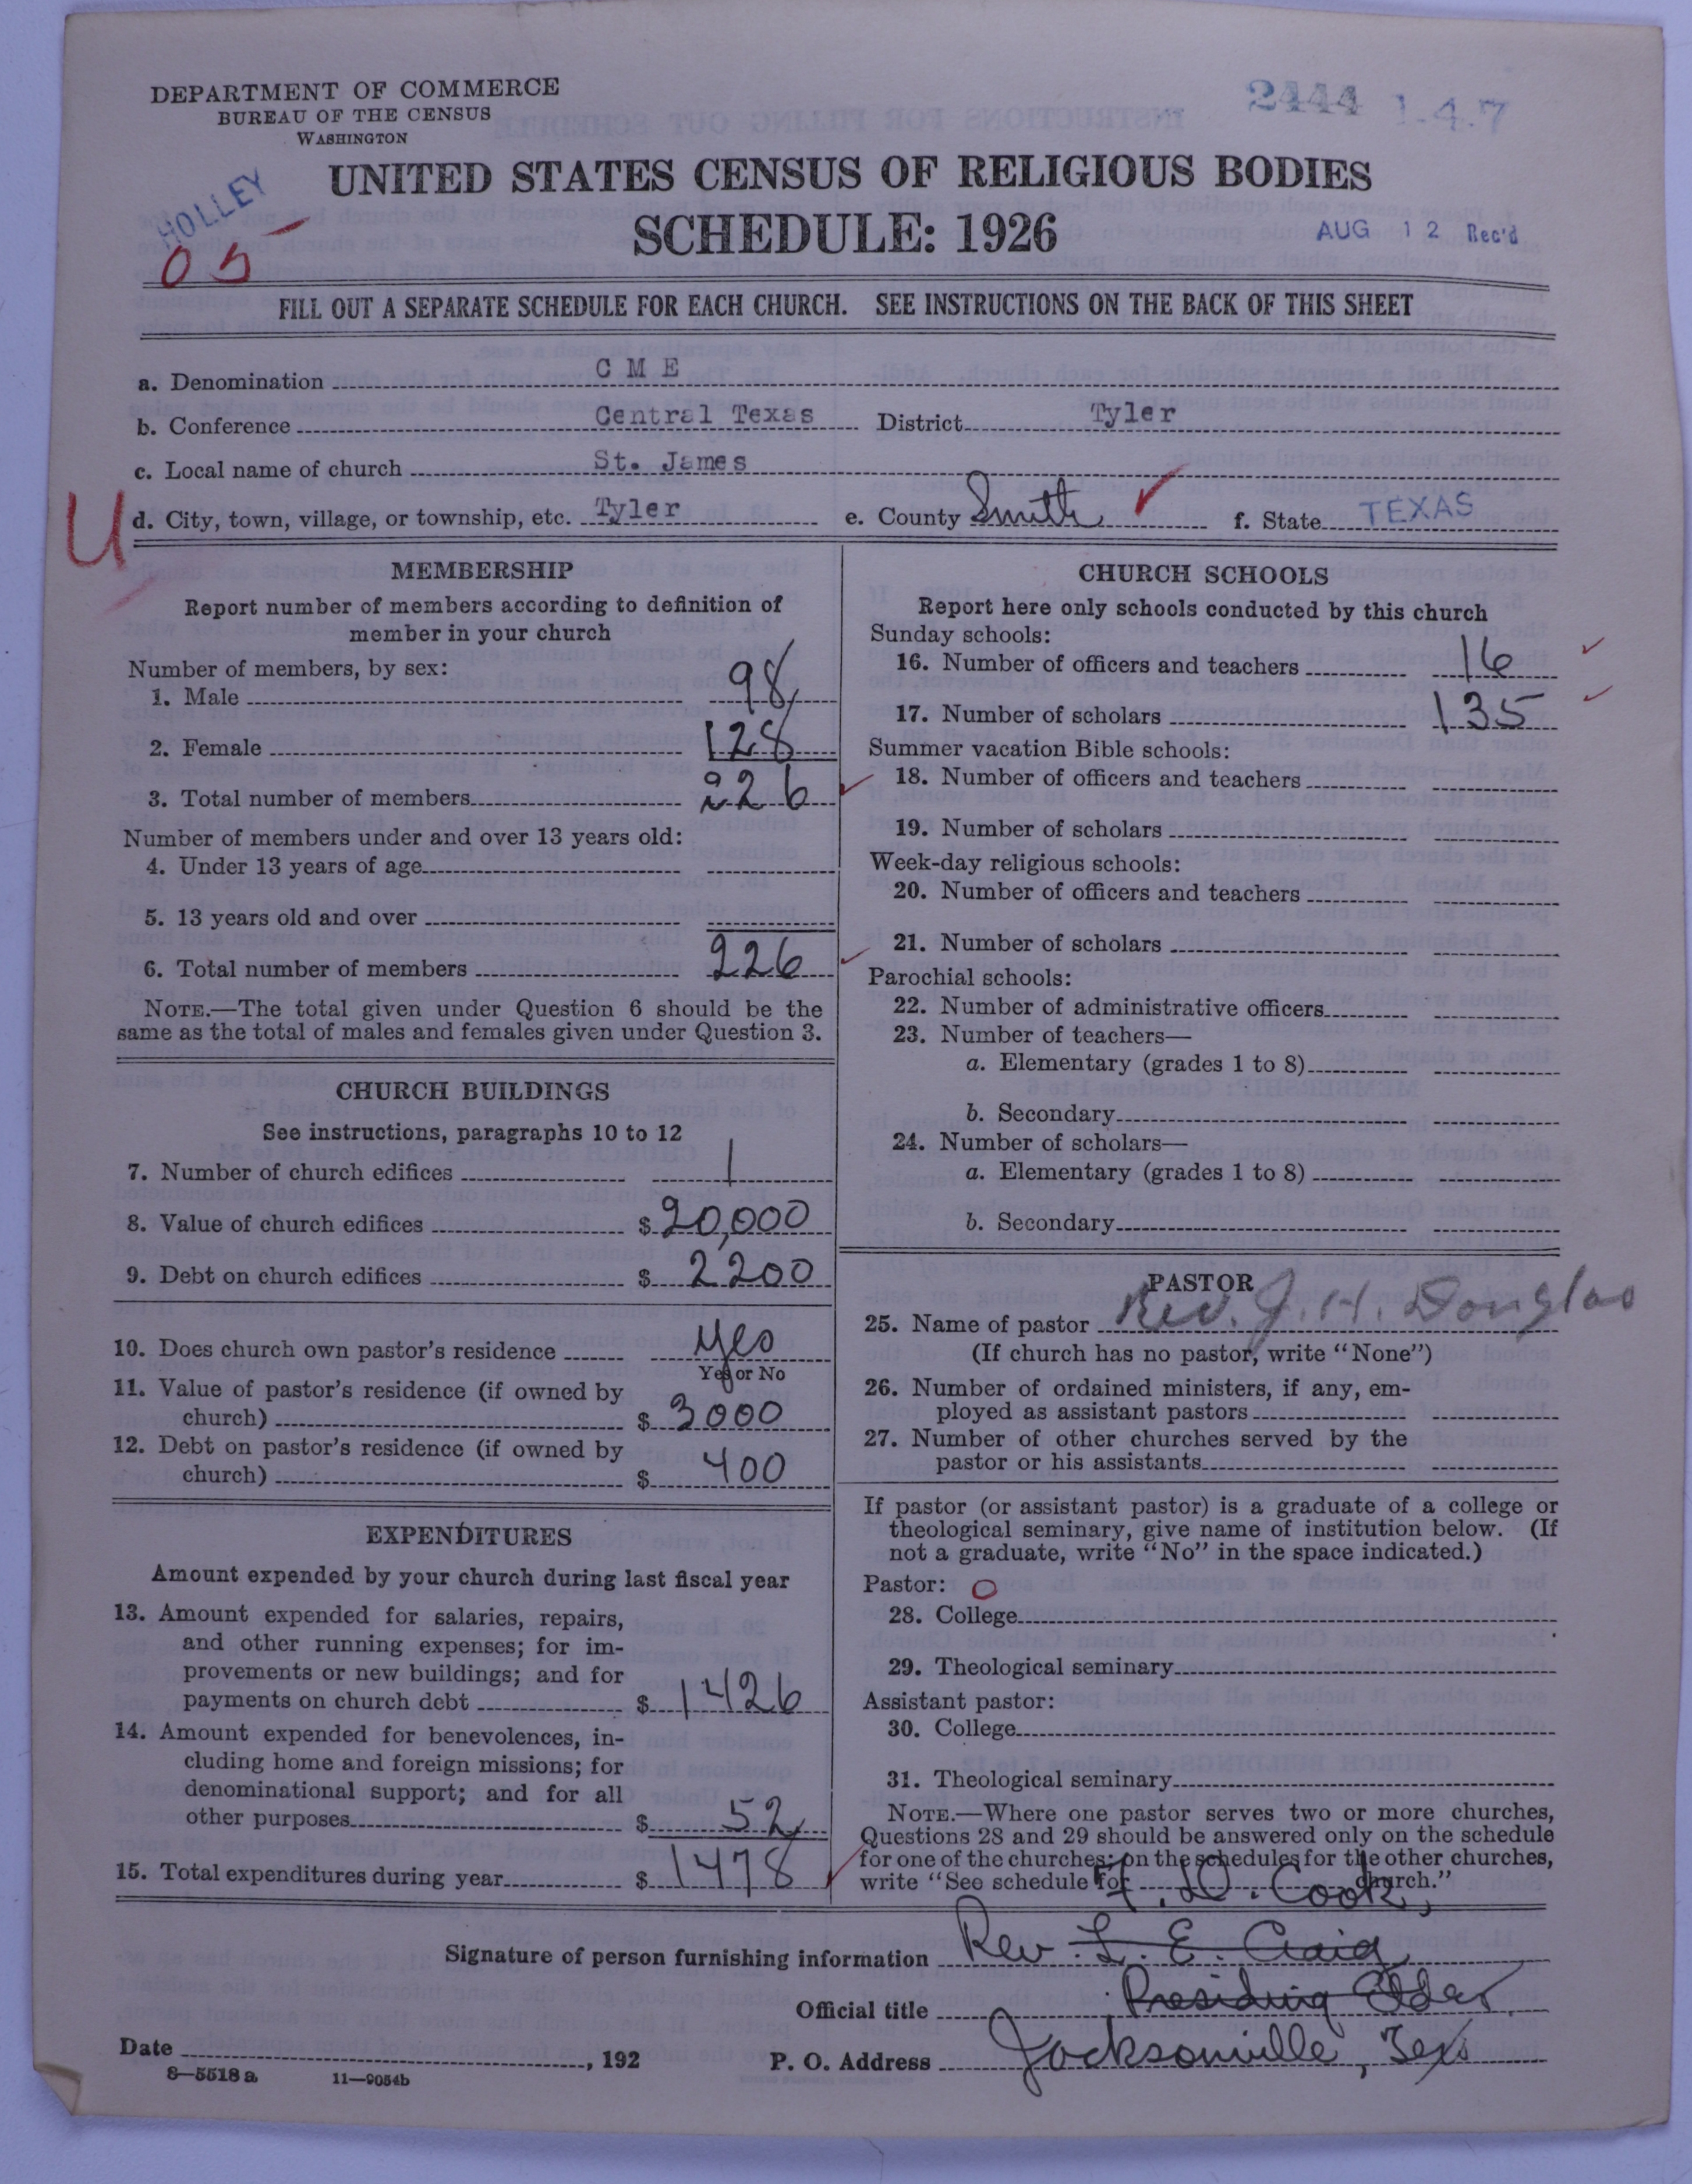 DEPARTMENT OF COMMERCE
BUREAU OF THE CENSUS
WASHINGTON
2444 1.4.7
UNITED STATES CENSUS OF RELIGIOUS BODIES
HOLLEY
SCHEDULE: 1926
AUG 12 Rec'd
05
FILL OUT A SEPARATE SCHEDULE FOR EACH CHURCH. SEE INSTRUCTIONS ON THE BACK OF THIS SHEET
a. Denomination C M E
b. Conference Central Texas District Tyler
c. Local name of church St. James
U
d. City, town, village, or township, etc. Tyler e. County Smith f. State TEXAS
MEMBERSHIP
Report number of members according to definition of
member in your church
Number of members, by sex:
1. Male 98
2. Female 128
3. Total number of members 226
Number of members under and over 13 years old:
4. Under 13 years of age
5. 13 years old and over
6. Total number of members 226
NOTE.—The total given under Question 6 should be the
same as the total of males and females given under Question 3.
CHURCH BUILDINGS
See instructions, paragraphs 10 to 12
7. Number of church edifices 1
8. Value of church edifices $ 20,000
9. Debt on church edifices $ 2200
10. Does church own pastor's residence Yes
Yes or No
11. Value of pastor's residence (if owned by
church) $ 3000
12. Debt on pastor's residence (if owned by
church) $ 400
EXPENDITURES
Amount expended by your church during last fiscal year
13. Amount expended for salaries, repairs,
and other running expenses; for im-
provements or new buildings; and for
payments on church debt $ 1426
14. Amount expended for benevolences, in-
cluding home and foreign missions; for
denominational support; and for all
other purposes $ 52
15. Total expenditures during year $ 1478
CHURCH SCHOOLS
Report here only schools conducted by this church
Sunday schools:
16. Number of officers and teachers 16
17. Number of scholars 135
Summer vacation Bible schools:
18. Number of officers and teachers
19. Number of scholars
Week-day religious schools:
20. Number of officers and teachers
21. Number of scholars
Parochial schools:
22. Number of administrative officers
23. Number of teachers—
a. Elementary (grades 1 to 8)
b. Secondary
24. Number of scholars—
a. Elementary (grades 1 to 8)
b. Secondary
PASTOR
25. Name of pastor Rev. J. H. Douglas
(If church has no pastor, write "None")
26. Number of ordained ministers, if any, em-
ployed as assistant pastors
27. Number of other churches served by the
pastor or his assistants
If pastor (or assistant pastor) is a graduate of a college or
theological seminary, give name of institution below. (If
not a graduate, write "No" in the space indicated.)
Pastor: O
28. College
29. Theological seminary
Assistant pastor:
30. College
31. Theological seminary
NOTE.—Where one pastor serves two or more churches,
Questions 28 and 29 should be answered only on the schedule
for one of the churches; on the schedules for the other churches,
write "See schedule for church."
Cook,
Signature of person furnishing information Rev. L. E. Craig
Official title Presiding Elder
Date , 192 P. O. Address Jacksonville, Tex
8—5518 a 11—9054b